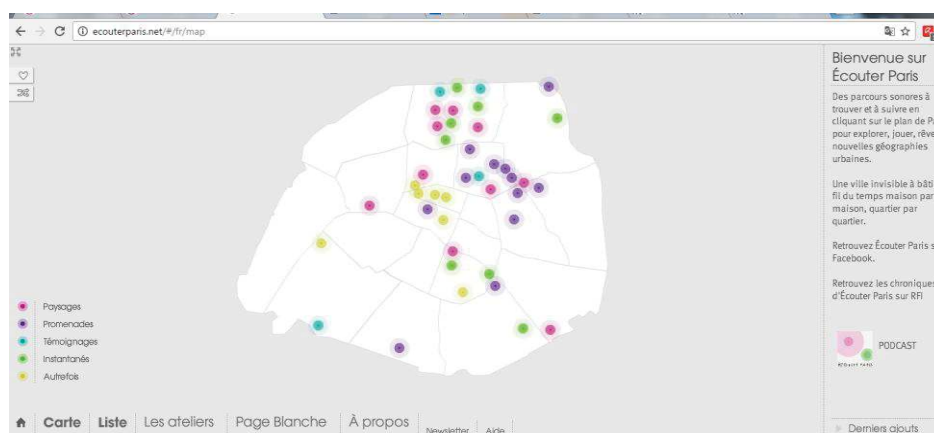 ecouterparis.net/#/fr/map
Bienvenue sur
Écouter Paris
Des parcours sonores à
trouver et à suivre en
cliquant sur le plan de Pa
pour explorer, jouer, rêve
nouvelles géographies
urbaines.
Une ville invisible à bâti
fil du temps maison par
maison, quartier par
quartier.
Retrouvez Écouter Paris s
Facebook.
Retrouvez les chroniques
d'Écouter Paris sur RFI
PODCAST
Paysages
Promenades
Témoignages
Instantanés
Autrefois
Carte Liste Les ateliers Page Blanche À propos Newsletter Aide
Derniers ajouts